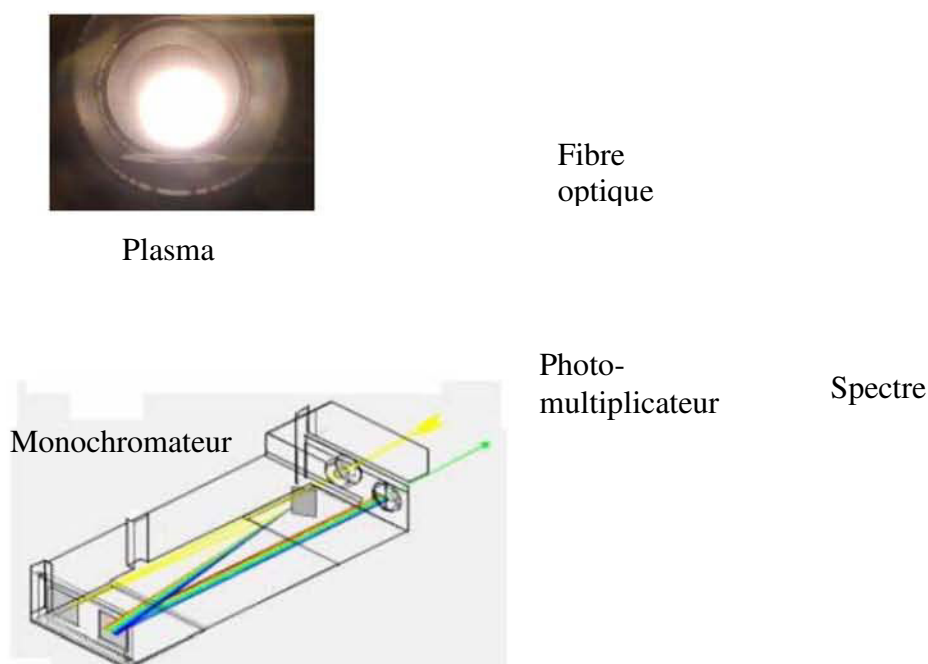 Fibre
optique
Plasma
Photo-
multiplicateur
Spectre
Monochromateur